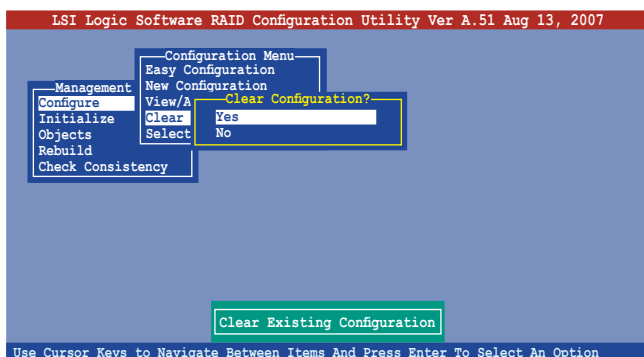 LSI Logic Software RAID Configuration Utility Ver A.51 Aug 13, 2007
Configuration Menu
Easy Configuration
New Configuration
View/A
Clear
Select
Management
Configure
Initialize
Objects
Rebuild
Check Consistency
Clear Configuration?
Yes
No
Clear Existing Configuration
Use Cursor Keys to Navigate Between Items And Press Enter To Select An Option